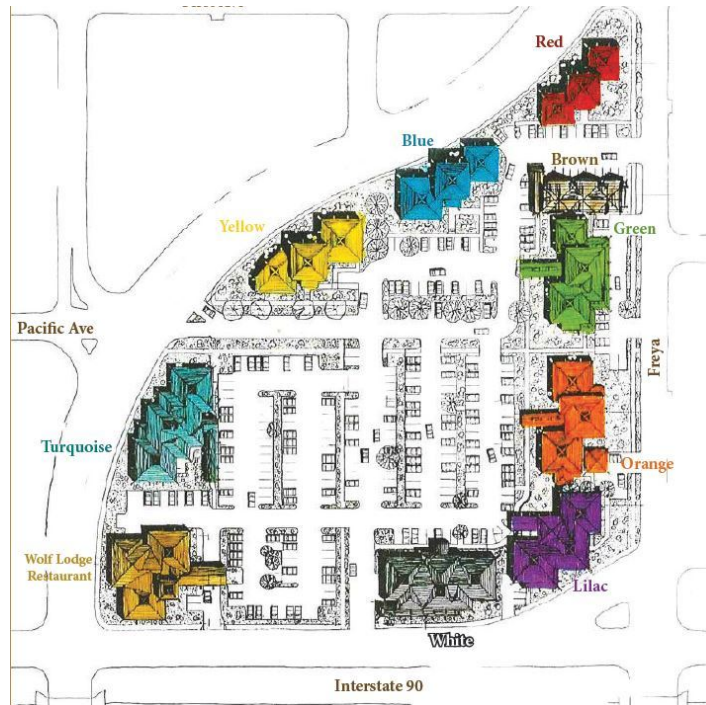 Red
Blue
Brown
Yellow
Green
Pacific Ave
Freya
Turquoise
Orange
Wolf Lodge
Restaurant
Lilac
White
Interstate 90